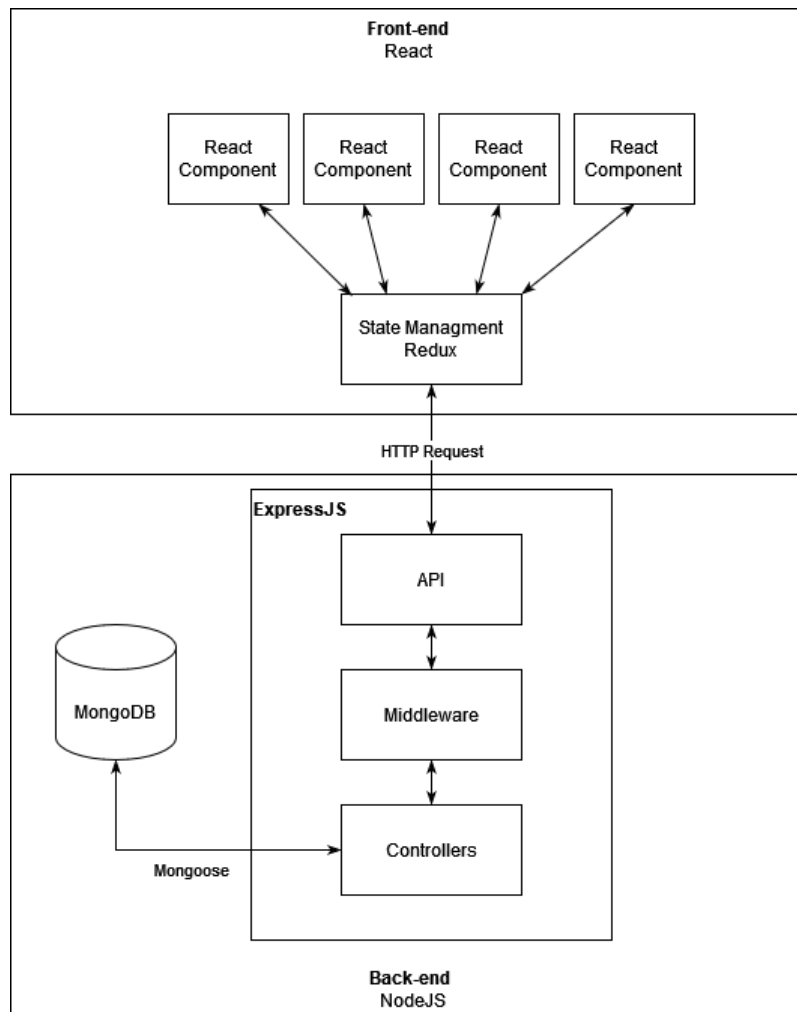 Front-end
React
React
Component
React
Component
React
Component
React
Component
State Managment
Redux
HTTP Request
ExpressJS
API
MongoDB
Middleware
Controllers
Mongoose
Back-end
NodeJS